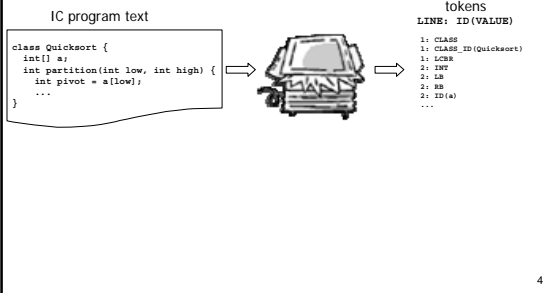 IC program text
class Quicksort {
int[] a;
int partition(int low, int high) {
int pivot = a[low];
...
}
tokens
LINE: ID(VALUE)
1: CLASS
1: CLASS_ID(Quicksort)
1: LCBR
2: INT
2: LB
2: RB
2: ID(a)
...
4